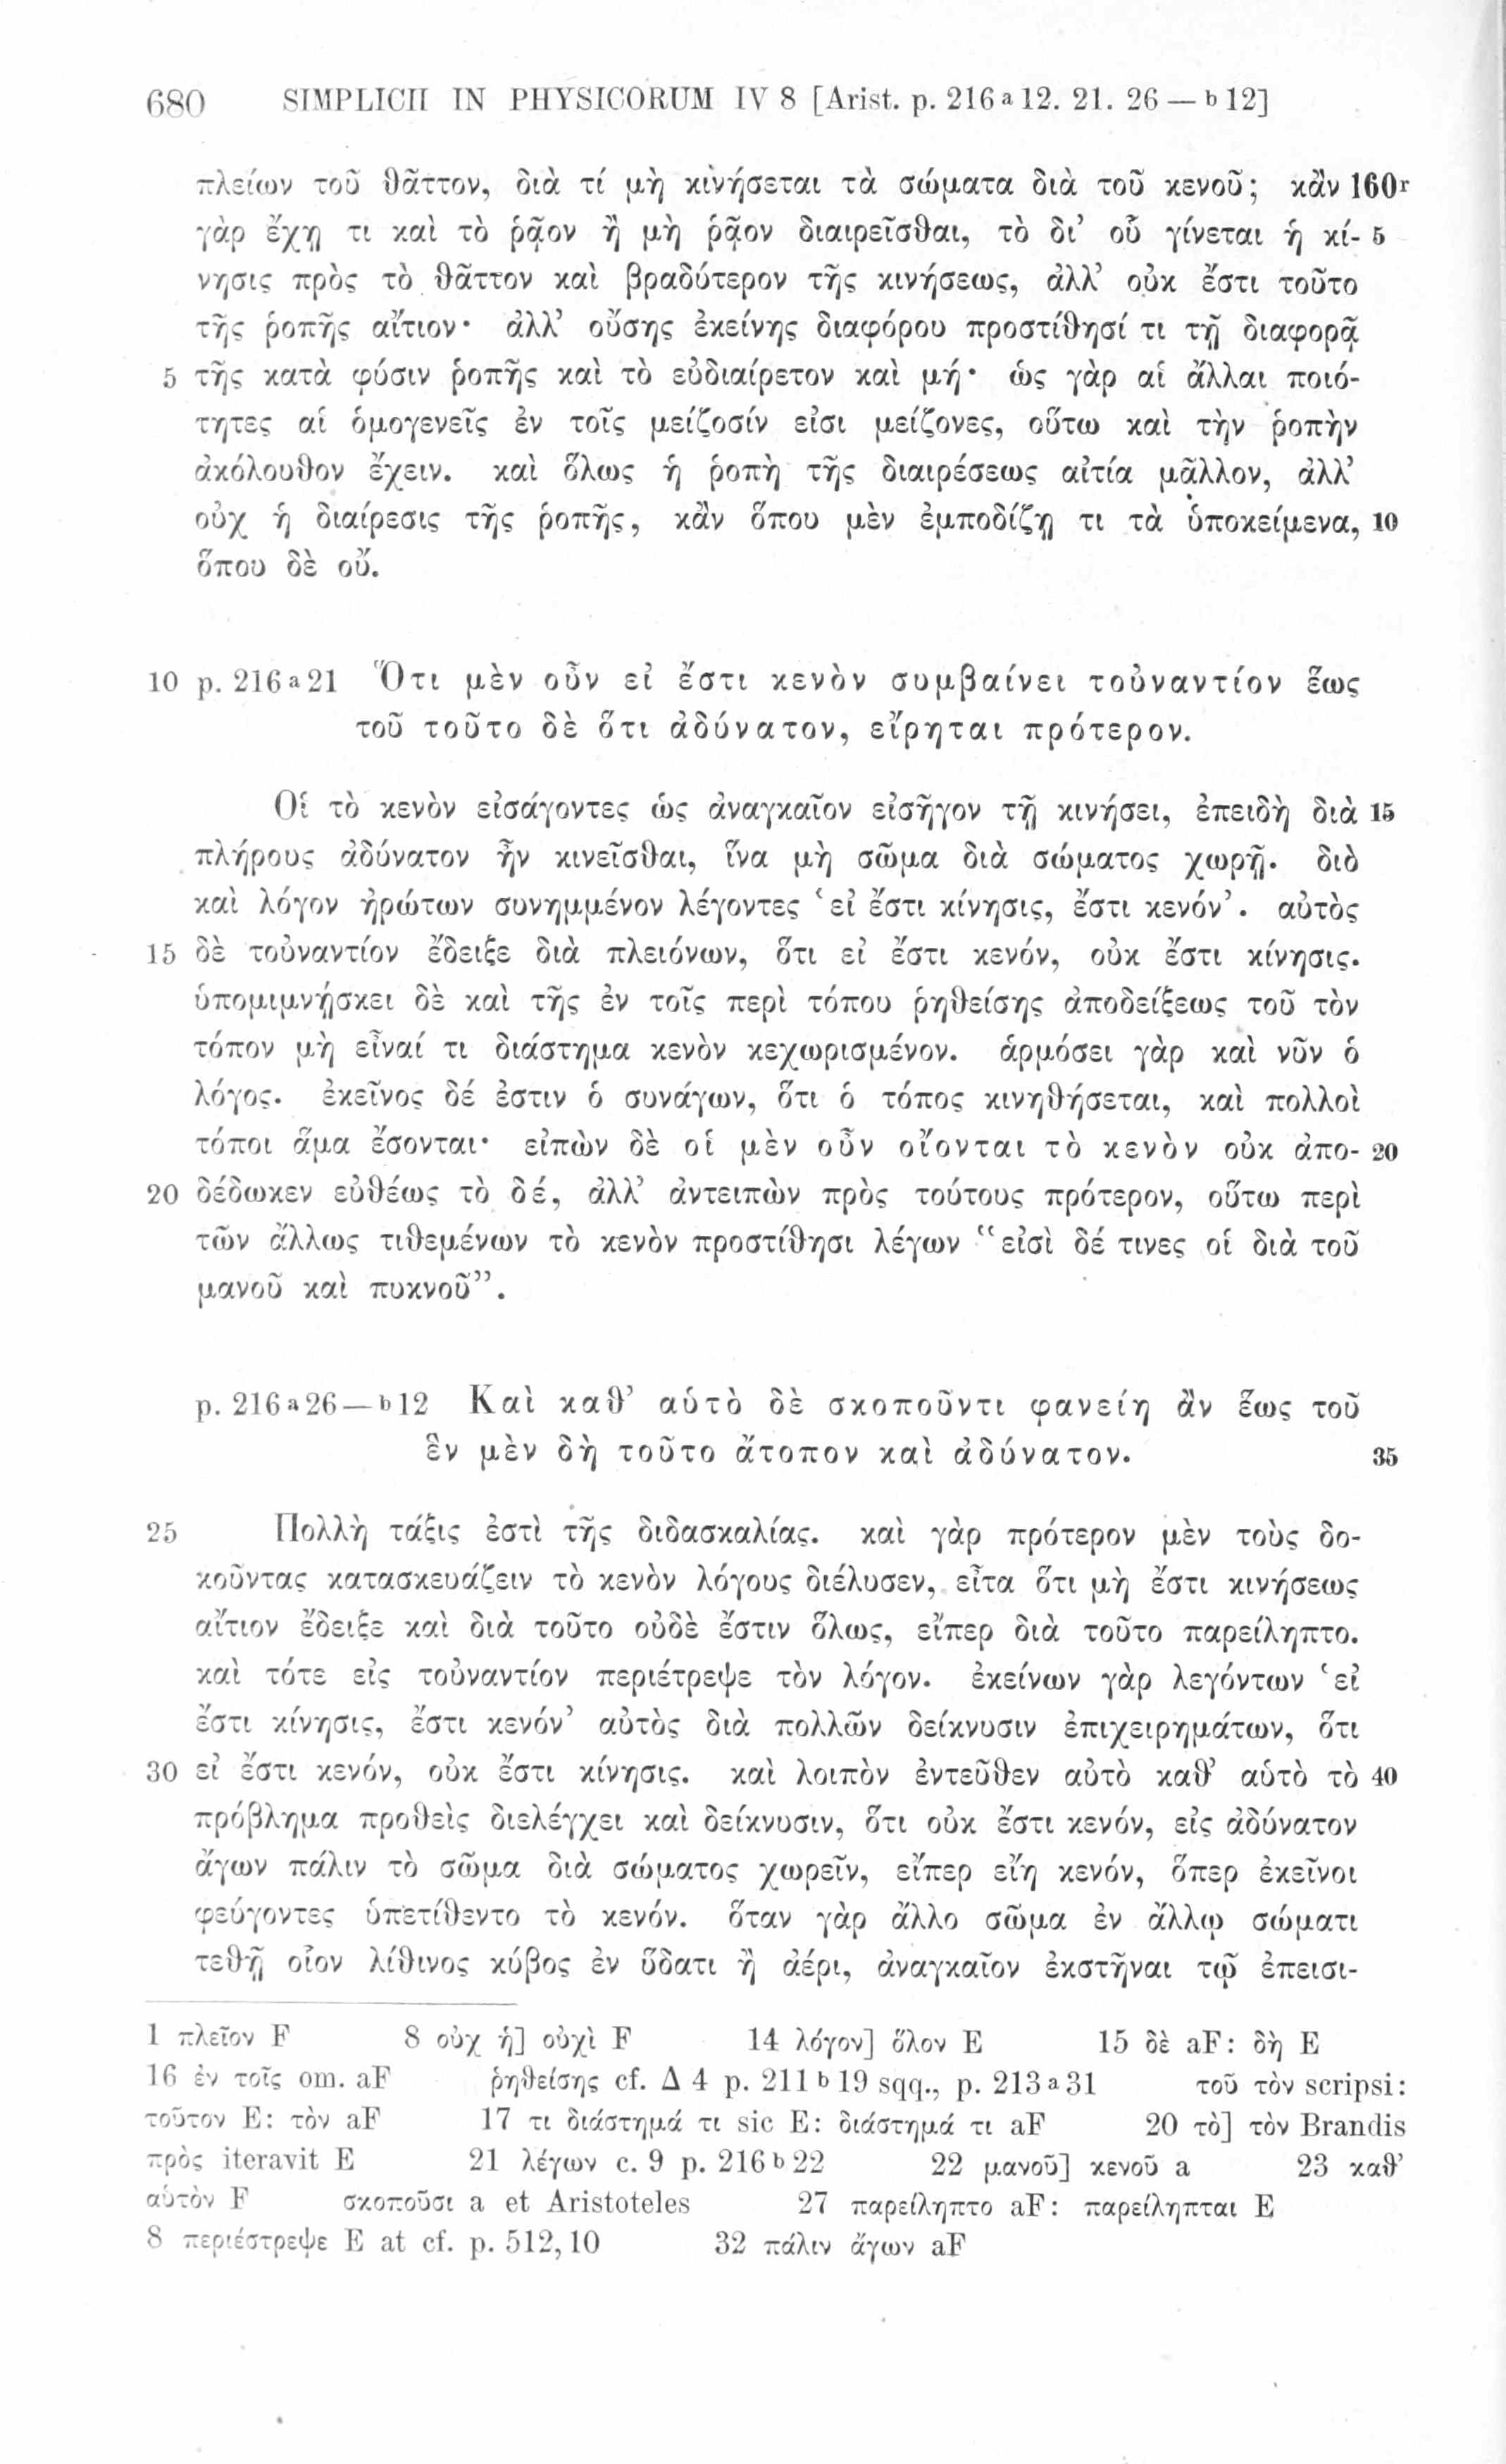 680 SIMPLICII IN PHYSICORUM IV 8 [Arist. p. 216 a 12. 21. 26 — b 12]
πλείων τοῦ θᾶττον, διὰ τί μὴ κινήσεται τὰ σώματα διὰ τοῦ κενοῦ; κἂν 160r
γὰρ ἔχῃ τι καὶ τὸ ῥᾷον ἢ μὴ ῥᾷον διαιρεῖσθαι, τὸ δι’ οὗ γίνεται ἡ κί- 5
νησις πρὸς τὸ θᾶττον καὶ βραδύτερον τῆς κινήσεως, ἀλλ’ οὐκ ἔστι τοῦτο
τῆς ῥοπῆς αἴτιον· ἀλλ’ οὔσης ἐκείνης διαφόρου προστίθησί τι τῇ διαφορᾷ
5 τῆς κατὰ φύσιν ῥοπῆς καὶ τὸ εὐδιαίρετον καὶ μή· ὡς γὰρ αἱ ἄλλαι ποιό-
τητες αἱ ὁμογενεῖς ἐν τοῖς μείζοσίν εἰσι μείζονες, οὕτω καὶ τὴν ῥοπὴν
ἀκόλουθον ἔχειν. καὶ ὅλως ἡ ῥοπὴ τῆς διαιρέσεως αἰτία μᾶλλον, ἀλλ’
οὐχ ἡ διαίρεσις τῆς ῥοπῆς, κἂν ὅπου μὲν ἐμποδίζῃ τι τὰ ὑποκείμενα, 10
ὅπου δὲ οὔ.
10 p. 216 a 21 Ὅτι μὲν οὖν εἰ ἔστι κενὸν συμβαίνει τοὐναντίον ἕως
τοῦ τοῦτο δὲ ὅτι ἀδύνατον, εἴρηται πρότερον.
Οἱ τὸ κενὸν εἰσάγοντες ὡς ἀναγκαῖον εἰσῆγον τῇ κινήσει, ἐπειδὴ διὰ 15
πλήρους ἀδύνατον ἦν κινεῖσθαι, ἵνα μὴ σῶμα διὰ σώματος χωρῇ. διὸ
καὶ λόγον ἠρώτων συνημμένον λέγοντες ‘εἰ ἔστι κίνησις, ἔστι κενόν’. αὐτὸς
15 δὲ τοὐναντίον ἔδειξε διὰ πλειόνων, ὅτι εἰ ἔστι κενόν, οὐκ ἔστι κίνησις.
ὑπομιμνήσκει δὲ καὶ τῆς ἐν τοῖς περὶ τόπου ῥηθείσης ἀποδείξεως τοῦ τὸν
τόπον μὴ εἶναί τι διάστημα κενὸν κεχωρισμένον. ἁρμόσει γὰρ καὶ νῦν ὁ
λόγος. ἐκεῖνος δέ ἐστιν ὁ συνάγων, ὅτι ὁ τόπος κινηθήσεται, καὶ πολλοὶ
τόποι ἅμα ἔσονται· εἰπὼν δὲ οἱ μὲν οὖν οἴονται τὸ κενὸν οὐκ ἀπο- 20
20 δέδωκεν εὐθέως τὸ δέ, ἀλλ’ ἀντειπὼν πρὸς τούτους πρότερον, οὕτω περὶ
τῶν ἄλλως τιθεμένων τὸ κενὸν προστίθησι λέγων “εἰσὶ δέ τινες οἱ διὰ τοῦ
μανοῦ καὶ πυκνοῦ”.
p. 216 a 26 — b 12 Καὶ καθ’ αὑτὸ δὲ σκοποῦντι φανείη ἂν ἕως τοῦ
ἓν μὲν δὴ τοῦτο ἄτοπον καὶ ἀδύνατον. 35
25 Πολλὴ τάξις ἐστὶ τῆς διδασκαλίας. καὶ γὰρ πρότερον μὲν τοὺς δο-
κοῦντας κατασκευάζειν τὸ κενὸν λόγους διέλυσεν, εἶτα ὅτι μὴ ἔστι κινήσεως
αἴτιον ἔδειξε καὶ διὰ τοῦτο οὐδὲ ἔστιν ὅλως, εἴπερ διὰ τοῦτο παρείληπτο.
καὶ τότε εἰς τοὐναντίον περιέτρεψε τὸν λόγον. ἐκείνων γὰρ λεγόντων ‘εἰ
ἔστι κίνησις, ἔστι κενόν’ αὐτὸς διὰ πολλῶν δείκνυσιν ἐπιχειρημάτων, ὅτι
30 εἰ ἔστι κενόν, οὐκ ἔστι κίνησις. καὶ λοιπὸν ἐντεῦθεν αὐτὸ καθ’ αὑτὸ τὸ 40
πρόβλημα προθεὶς διελέγχει καὶ δείκνυσιν, ὅτι οὐκ ἔστι κενόν, εἰς ἀδύνατον
ἄγων πάλιν τὸ σῶμα διὰ σώματος χωρεῖν, εἴπερ εἴη κενόν, ὅπερ ἐκεῖνοι
φεύγοντες ὑπετίθεντο τὸ κενόν. ὅταν γὰρ ἄλλο σῶμα ἐν ἄλλῳ σώματι
τεθῇ οἷον λίθινος κύβος ἐν ὕδατι ἢ ἀέρι, ἀναγκαῖον ἐκστῆναι τῷ ἐπεισι-
1 πλεῖον F 8 οὐχ ἡ] οὐχὶ F 14 λόγον] ὅλον E 15 δὲ aF: δὴ E
16 ἐν τοῖς om. aF ῥηθείσης cf. Δ 4 p. 211 b 19 sqq., p. 213 a 31 τοῦ τὸν scripsi:
τοῦτον E: τὸν aF 17 τι διάστημά τι sic E: διάστημά τι aF 20 τὸ] τὸν Brandis
πρὸς iteravit E 21 λέγων c. 9 p. 216 b 22 22 μανοῦ] κενοῦ a 23 καθ’
αὑτὸν F σκοποῦσι a et Aristoteles 27 παρείληπτο aF: παρείληπται E
8 περιέστρεψε E at cf. p. 512,10 32 πάλιν ἄγων aF